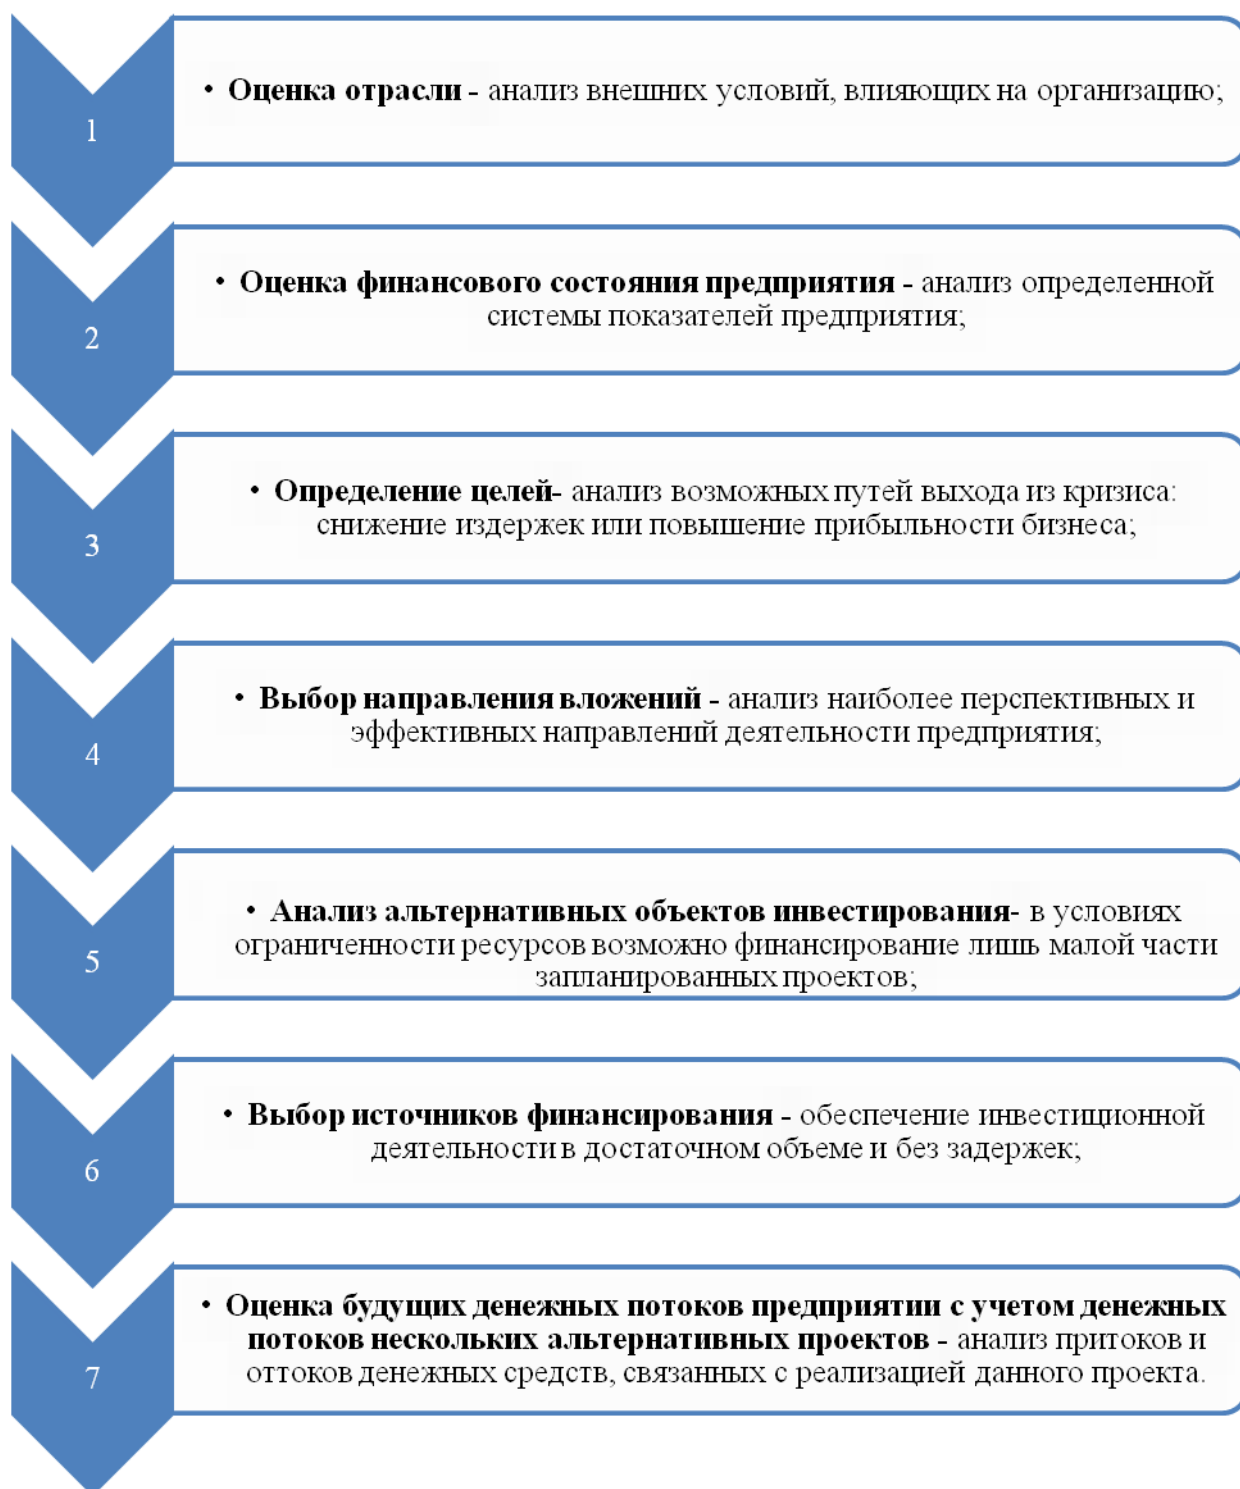 1
• Оценка отрасли - анализ внешних условий, влияющих на организацию;
2
• Оценка финансового состояния предприятия - анализ определенной
системы показателей предприятия;
3
• Определение целей- анализ возможных путей выхода из кризиса:
снижение издержек или повышение прибыльности бизнеса;
4
• Выбор направления вложений - анализ наиболее перспективных и
эффективных направлений деятельности предприятия;
5
• Анализ альтернативных объектов инвестирования- в условиях
ограниченности ресурсов возможно финансирование лишь малой части
запланированных проектов;
6
• Выбор источников финансирования - обеспечение инвестиционной
деятельности в достаточном объеме и без задержек;
7
• Оценка будущих денежных потоков предприятии с учетом денежных
потоков нескольких альтернативных проектов - анализ притоков и
оттоков денежных средств, связанных с реализацией данного проекта.